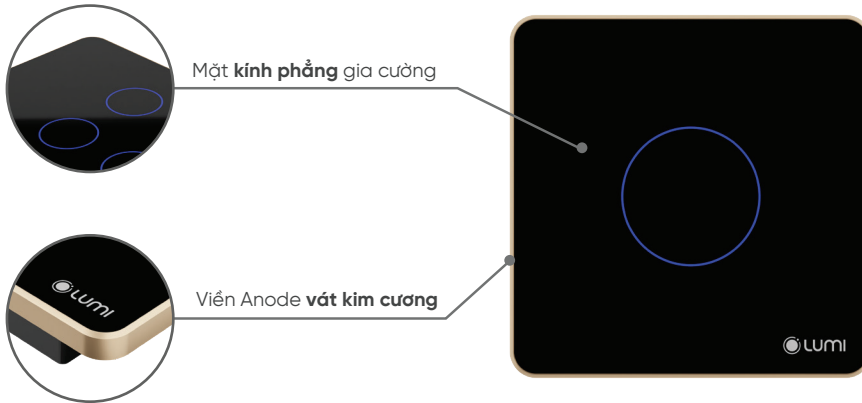 Mặt kính phẳng gia cường
LUMI
Viền Anode vát kim cương
LUMI